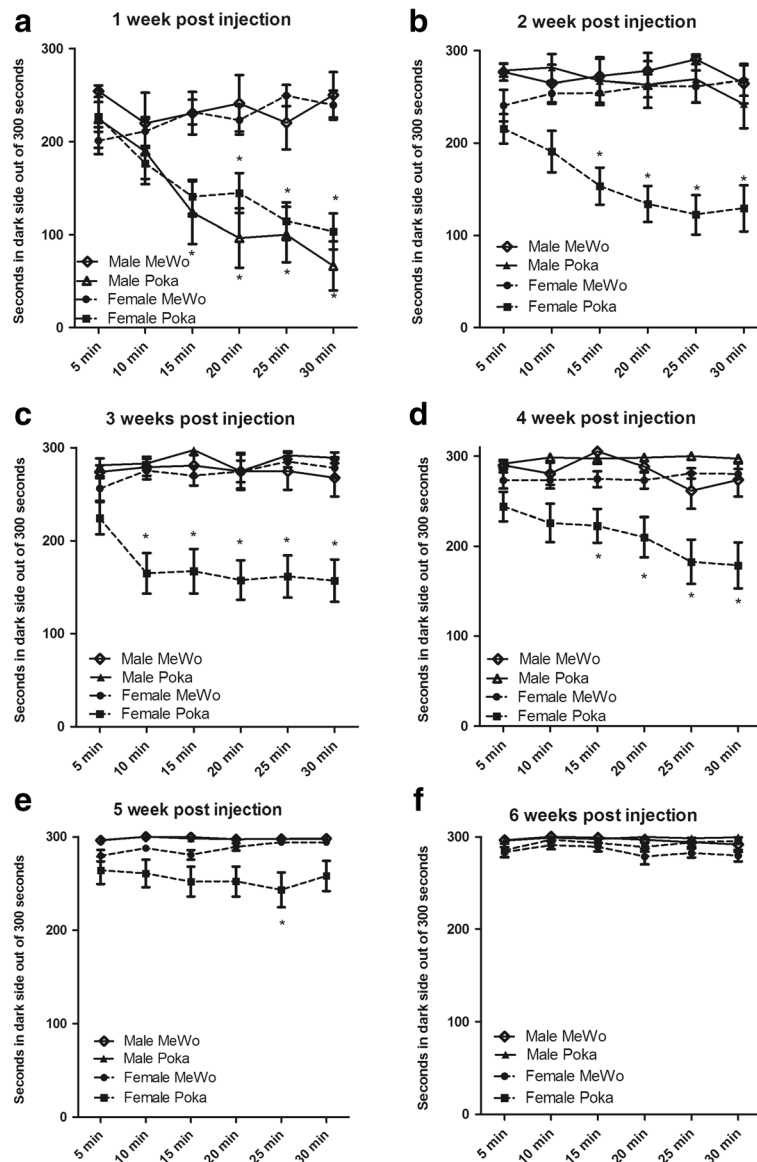 a
1 week post injection
Seconds in dark side out of 300 seconds
300
200
100
0
*
*
*
*
*
*
*
Male MeWo
Male Poka
Female MeWo
Female Poka
5 min
10 min
15 min
20 min
25 min
30 min
b
2 week post injection
Seconds in dark side out of 300 seconds
300
200
100
0
*
*
*
*
Male MeWo
Male Poka
Female MeWo
Female Poka
5 min
10 min
15 min
20 min
25 min
30 min
c
3 weeks post injection
Seconds in dark side out of 300 seconds
300
200
100
0
*
*
*
*
*
Male MeWo
Male Poka
Female MeWo
Female Poka
5 min
10 min
15 min
20 min
25 min
30 min
d
4 week post injection
Seconds in dark side out of 300 seconds
300
200
100
0
*
*
*
*
Male MeWo
Male Poka
Female MeWo
Female Poka
5 min
10 min
15 min
20 min
25 min
30 min
e
5 week post injection
Seconds in dark side out of 300 seconds
300
200
100
0
*
Male MeWo
Male Poka
Female MeWo
Female Poka
5 min
10 min
15 min
20 min
25 min
30 min
f
6 weeks post injection
Seconds in dark side out of 300 seconds
300
200
100
0
Male MeWo
Male Poka
Female MeWo
Female Poka
5 min
10 min
15 min
20 min
25 min
30 min